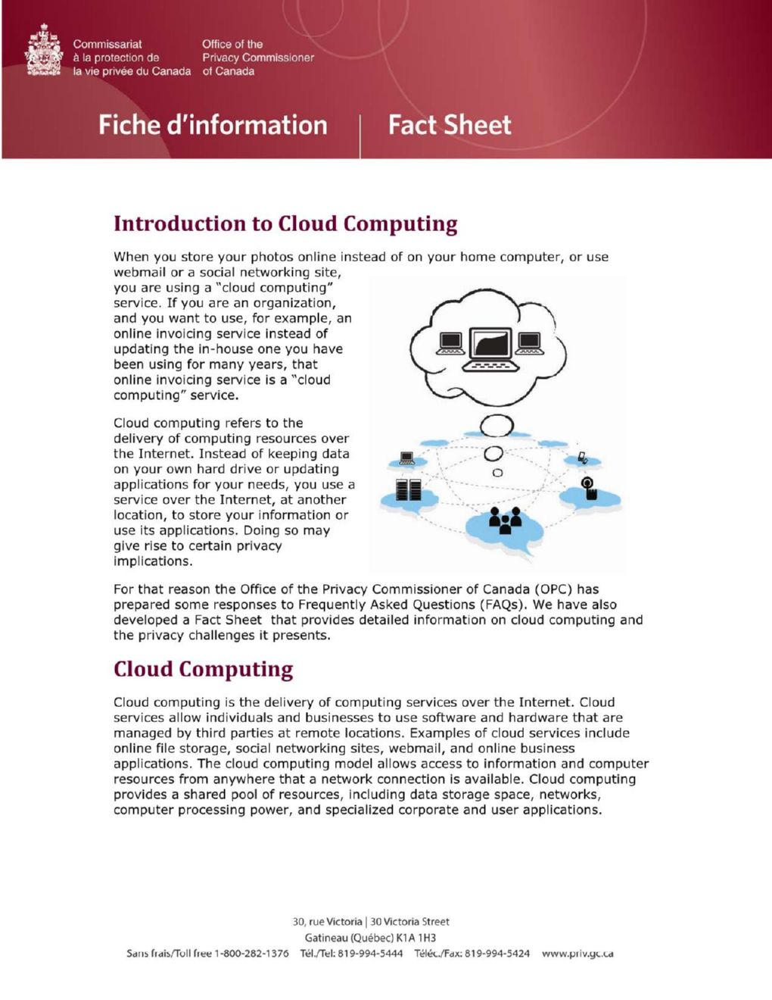 Commissariat
à la protection de
la vie privée du Canada
Office of the
Privacy Commissioner
of Canada
Fiche d'information
Fact Sheet
Introduction to Cloud Computing
When you store your photos online instead of on your home computer, or use
webmail or a social networking site,
you are using a "cloud computing"
service. If you are an organization,
and you want to use, for example, an
online invoicing service instead of
updating the in-house one you have
been using for many years, that
online invoicing service is a "cloud
computing" service.
Cloud computing refers to the
delivery of computing resources over
the Internet. Instead of keeping data
on your own hard drive or updating
applications for your needs, you use a
service over the Internet, at another
location, to store your information or
use its applications. Doing so may
give rise to certain privacy
implications.
For that reason the Office of the Privacy Commissioner of Canada (OPC) has
prepared some responses to Frequently Asked Questions (FAQs). We have also
developed a Fact Sheet that provides detailed information on cloud computing and
the privacy challenges it presents.
Cloud Computing
Cloud computing is the delivery of computing services over the Internet. Cloud
services allow individuals and businesses to use software and hardware that are
managed by third parties at remote locations. Examples of cloud services include
online file storage, social networking sites, webmail, and online business
applications. The cloud computing model allows access to information and computer
resources from anywhere that a network connection is available. Cloud computing
provides a shared pool of resources, including data storage space, networks,
computer processing power, and specialized corporate and user applications.
30, rue Victoria | 30 Victoria Street
Gatineau (Québec) K1A 1H3
Sans frais/Toll free 1-800-282-1376 Tél./Tel: 819-994-5444 Téléc./Fax: 819-994-5424 www.priv.gc.ca